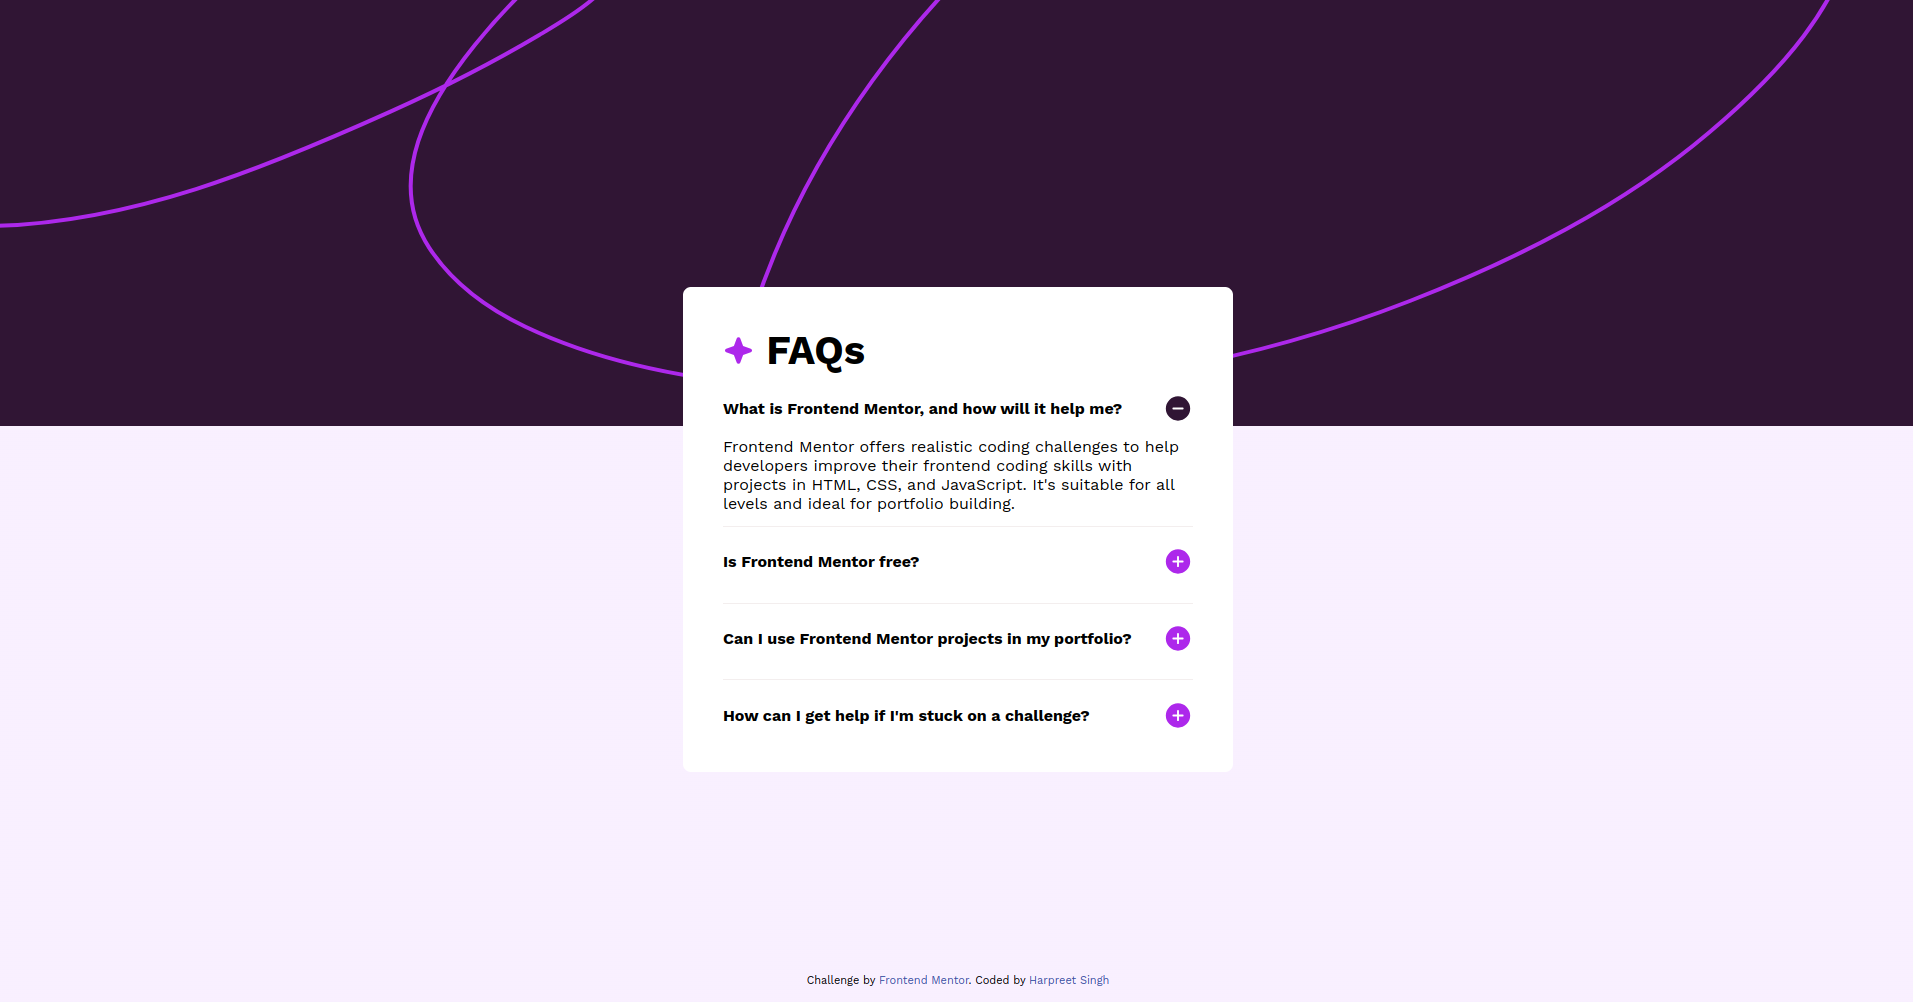 FAQs
What is Frontend Mentor, and how will it help me?
Frontend Mentor offers realistic coding challenges to help
developers improve their frontend coding skills with
projects in HTML, CSS, and JavaScript. It's suitable for all
levels and ideal for portfolio building.
Is Frontend Mentor free?
Can I use Frontend Mentor projects in my portfolio?
How can I get help if I'm stuck on a challenge?
Challenge by Frontend Mentor. Coded by Harpreet Singh